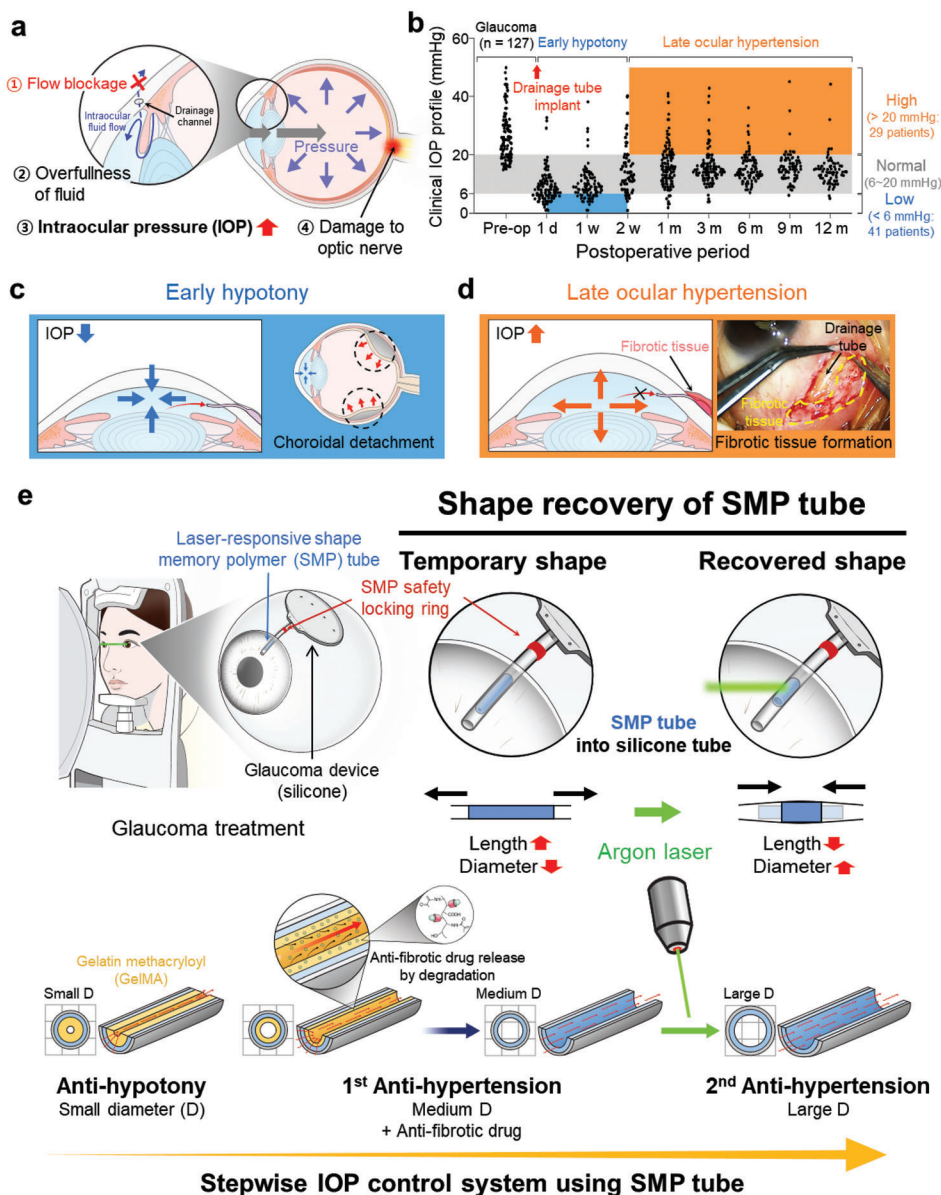 a
① Flow blockage
Intraocular
fluid flow
Drainage
channel
② Overfullness
of fluid
③ Intraocular pressure (IOP)
Pressure
④ Damage to
optic nerve
b
Clinical IOP profile (mmHg)
60
40
20
6
0
Glaucoma
(n = 127)
Early hypotony
Late ocular hypertension
Drainage tube
implant
High
(> 20 mmHg:
29 patients)
Normal
(6~20 mmHg)
Low
(< 6 mmHg:
41 patients)
Pre-op 1 d 1 w 2 w 1 m 3 m 6 m 9 m 12 m
Postoperative period
c
Early hypotony
IOP
Choroidal detachment
d
Late ocular hypertension
IOP
Fibrotic tissue
Drainage
tube
Fibrotic
tissue
Fibrotic tissue formation
e
Shape recovery of SMP tube
Laser-responsive shape
memory polymer (SMP) tube
SMP safety
locking ring
Glaucoma device
(silicone)
Glaucoma treatment
Temporary shape
Recovered shape
SMP tube
into silicone tube
Length
Diameter
Argon laser
Length
Diameter
Gelatin methacryloyl
(GelMA)
Small D
Anti-fibrotic drug release
by degradation
Medium D
Large D
Anti-hypotony
Small diameter (D)
1st Anti-hypertension
Medium D
+ Anti-fibrotic drug
2nd Anti-hypertension
Large D
Stepwise IOP control system using SMP tube